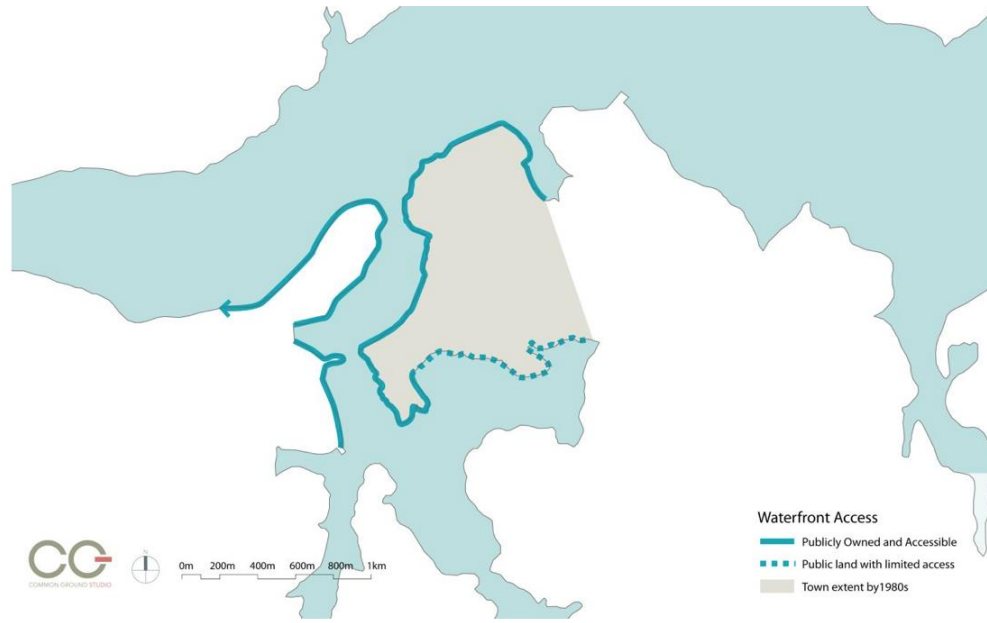 Waterfront Access
Publicly Owned and Accessible
Public land with limited access
Town extent by1980s
CG
COMMON GROUND STUDIO
N
0m 200m 400m 600m 800m 1km